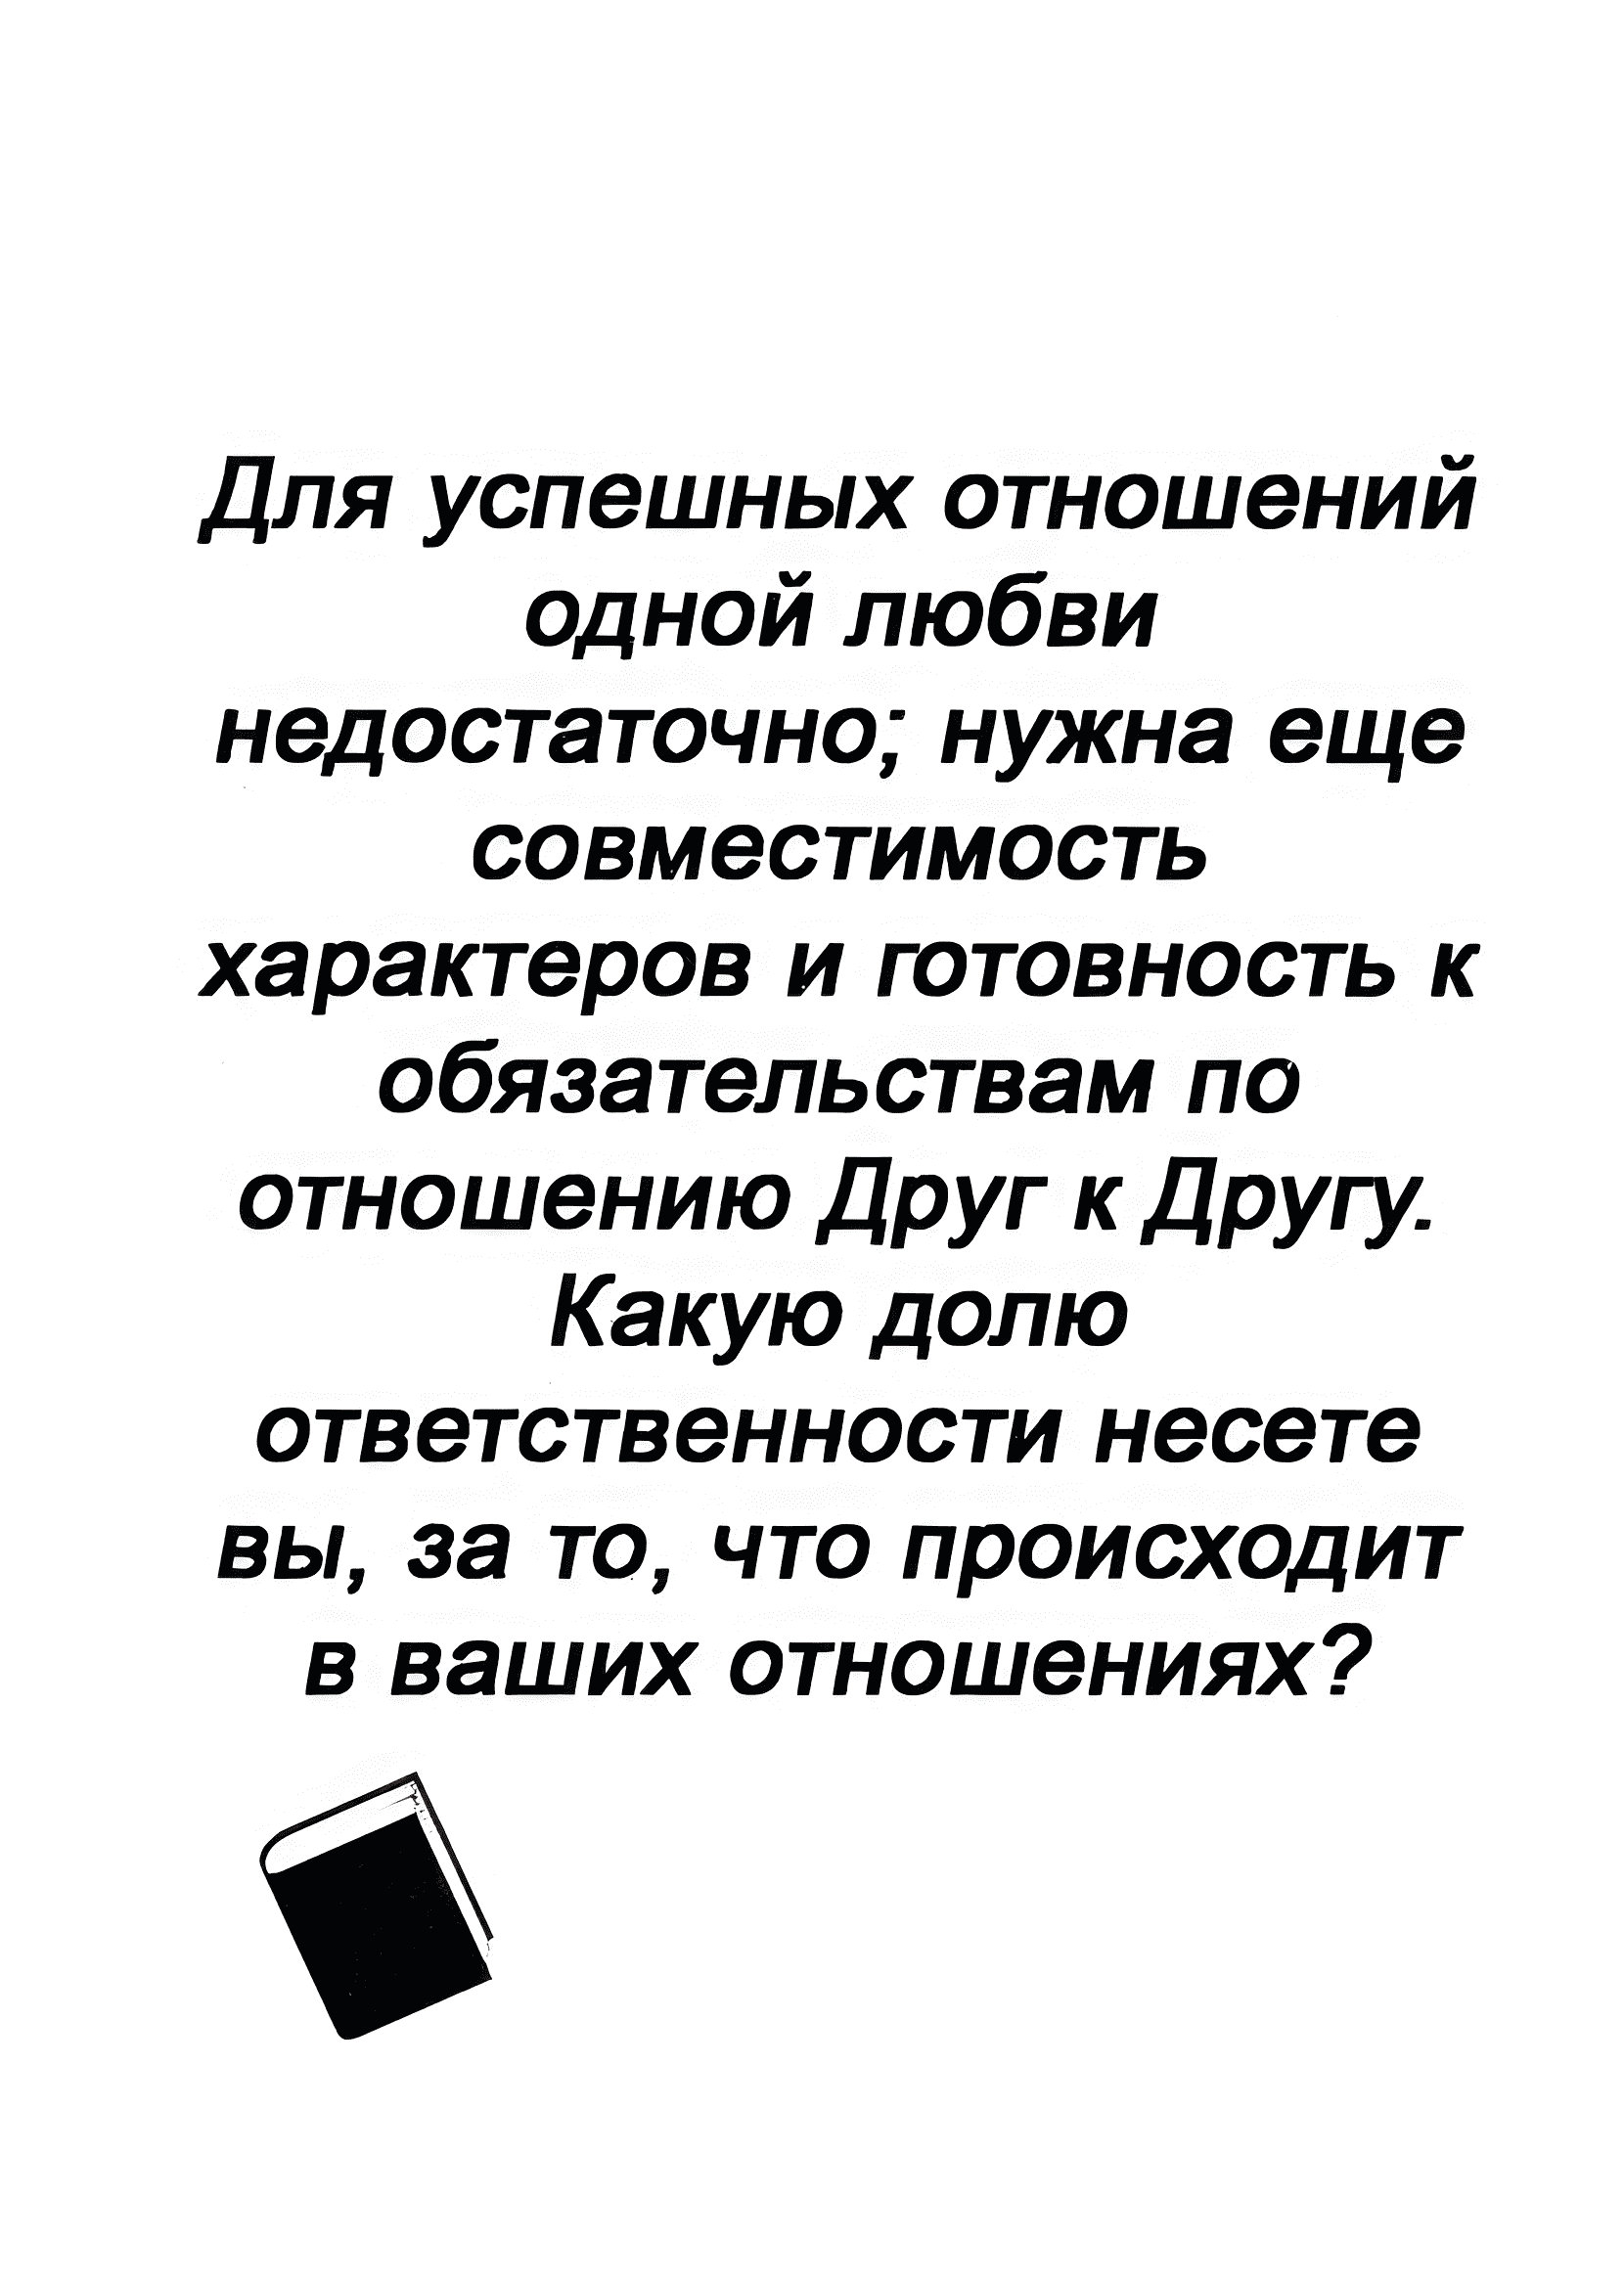 Для успешных отношений
одной любви
недостаточно; нужна еще
совместимость
характеров и готовность к
обязательствам по
отношению Друг к Другу.
Какую долю
ответственности несете
вы, за то, что происходит
в ваших отношениях?